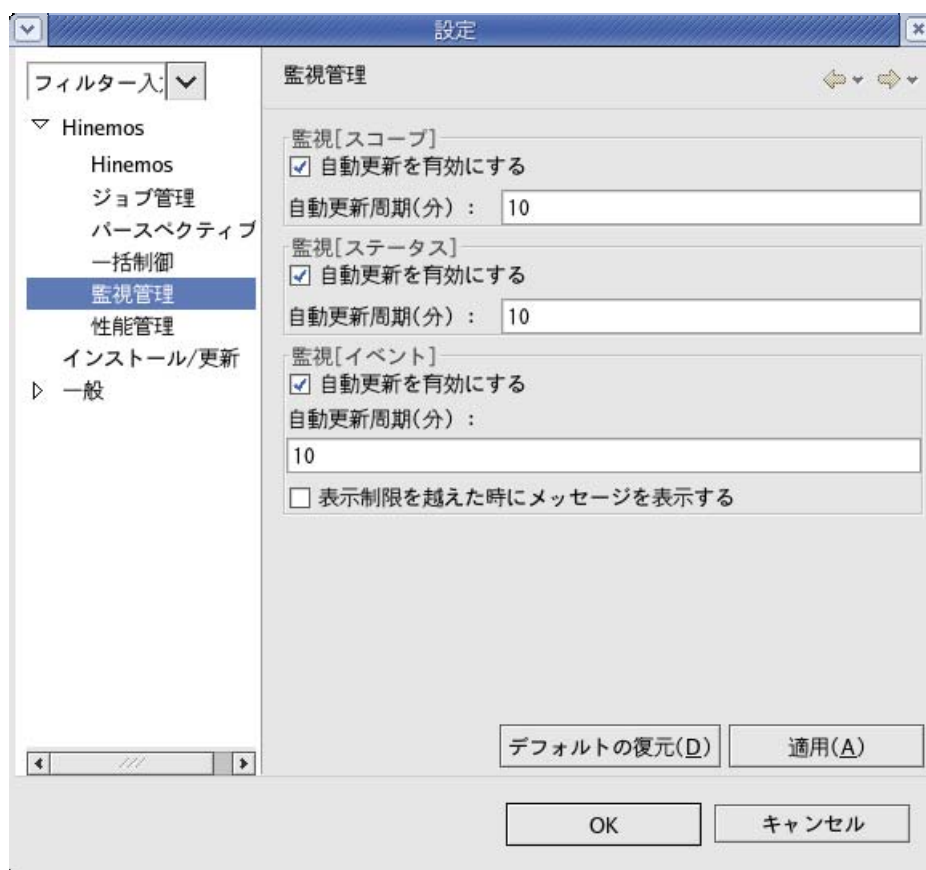 設定
フィルター入
▽ Hinemos
Hinemos
ジョブ管理
パースペクティブ
一括制御
監視管理
性能管理
インストール/更新
▷ 一般
監視管理
監視[スコープ]
自動更新を有効にする
自動更新周期(分) : 10
監視[ステータス]
自動更新を有効にする
自動更新周期(分) : 10
監視[イベント]
自動更新を有効にする
自動更新周期(分) :
10
表示制限を越えた時にメッセージを表示する
デフォルトの復元(D) 適用(A)
OK キャンセル